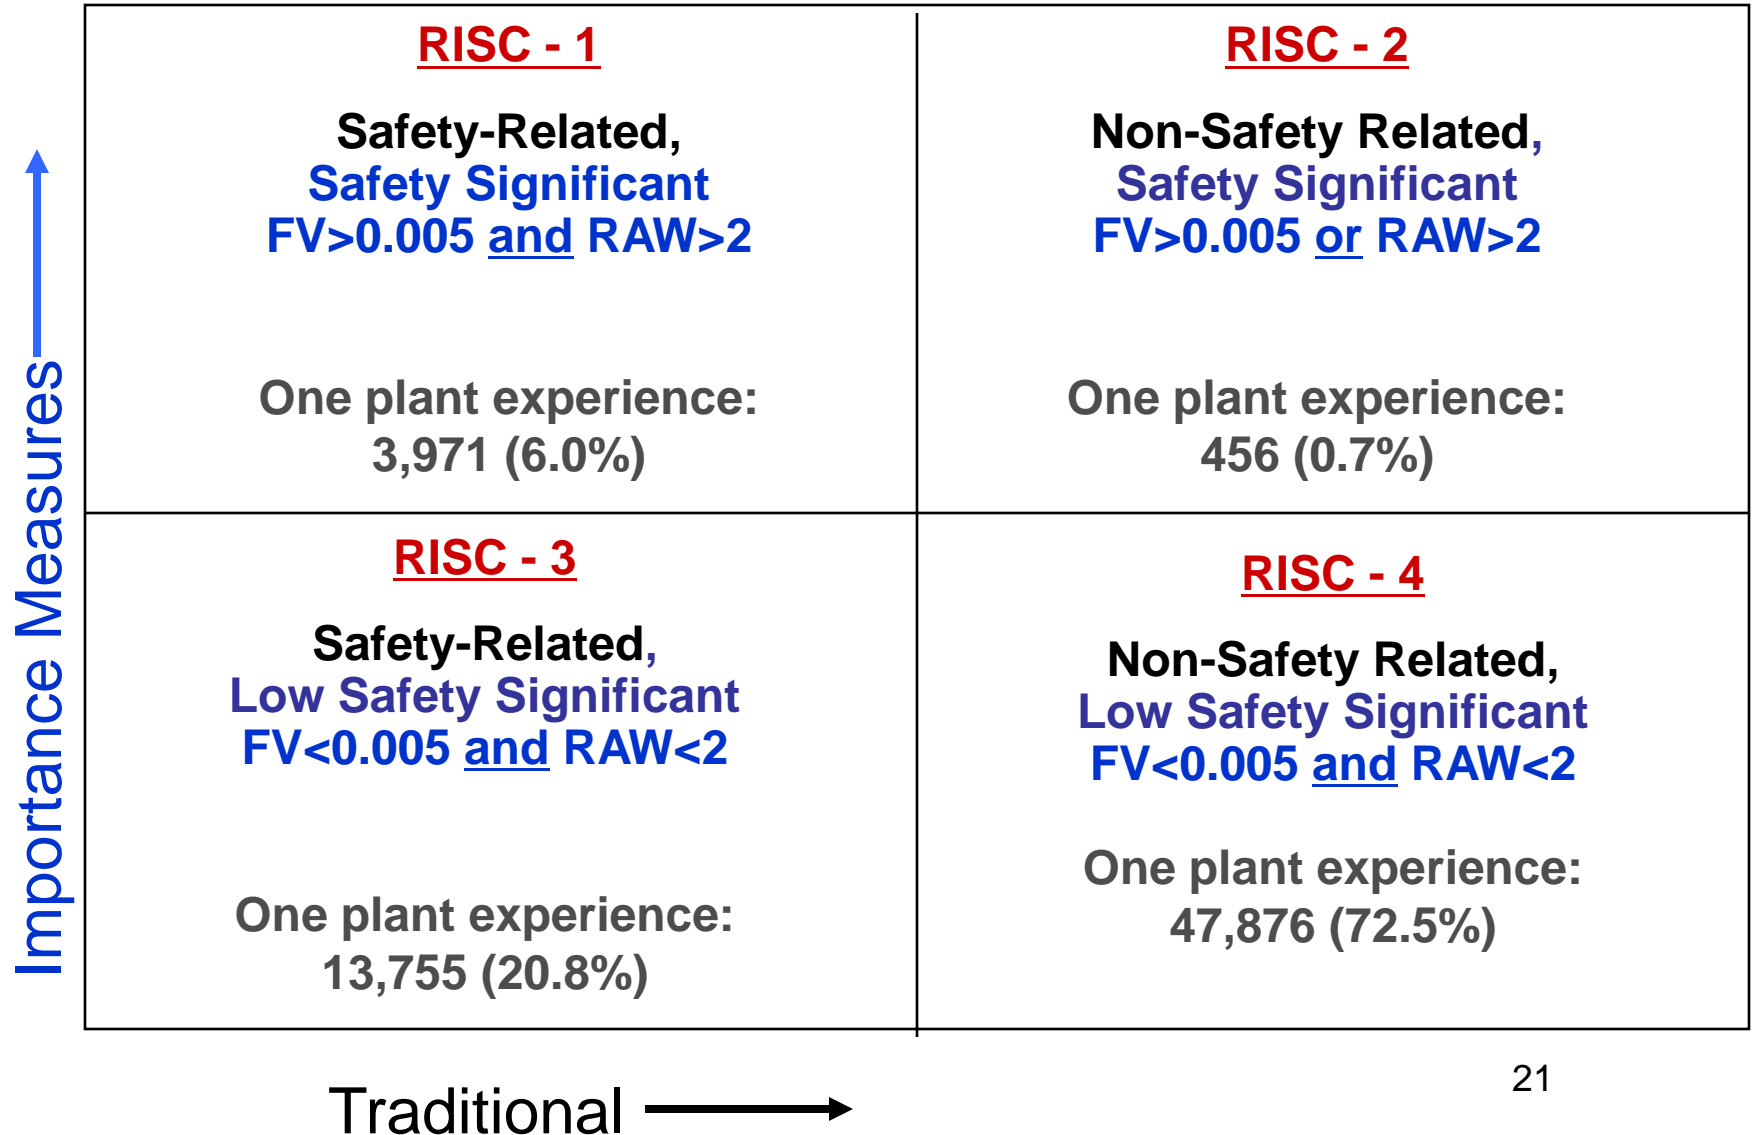 RISC - 1
Safety-Related,
Safety Significant
FV>0.005 and RAW>2
One plant experience:
3,971 (6.0%)
RISC - 2
Non-Safety Related,
Safety Significant
FV>0.005 or RAW>2
One plant experience:
456 (0.7%)
RISC - 3
Safety-Related,
Low Safety Significant
FV<0.005 and RAW<2
One plant experience:
13,755 (20.8%)
RISC - 4
Non-Safety Related,
Low Safety Significant
FV<0.005 and RAW<2
One plant experience:
47,876 (72.5%)
Importance Measures
Traditional
21